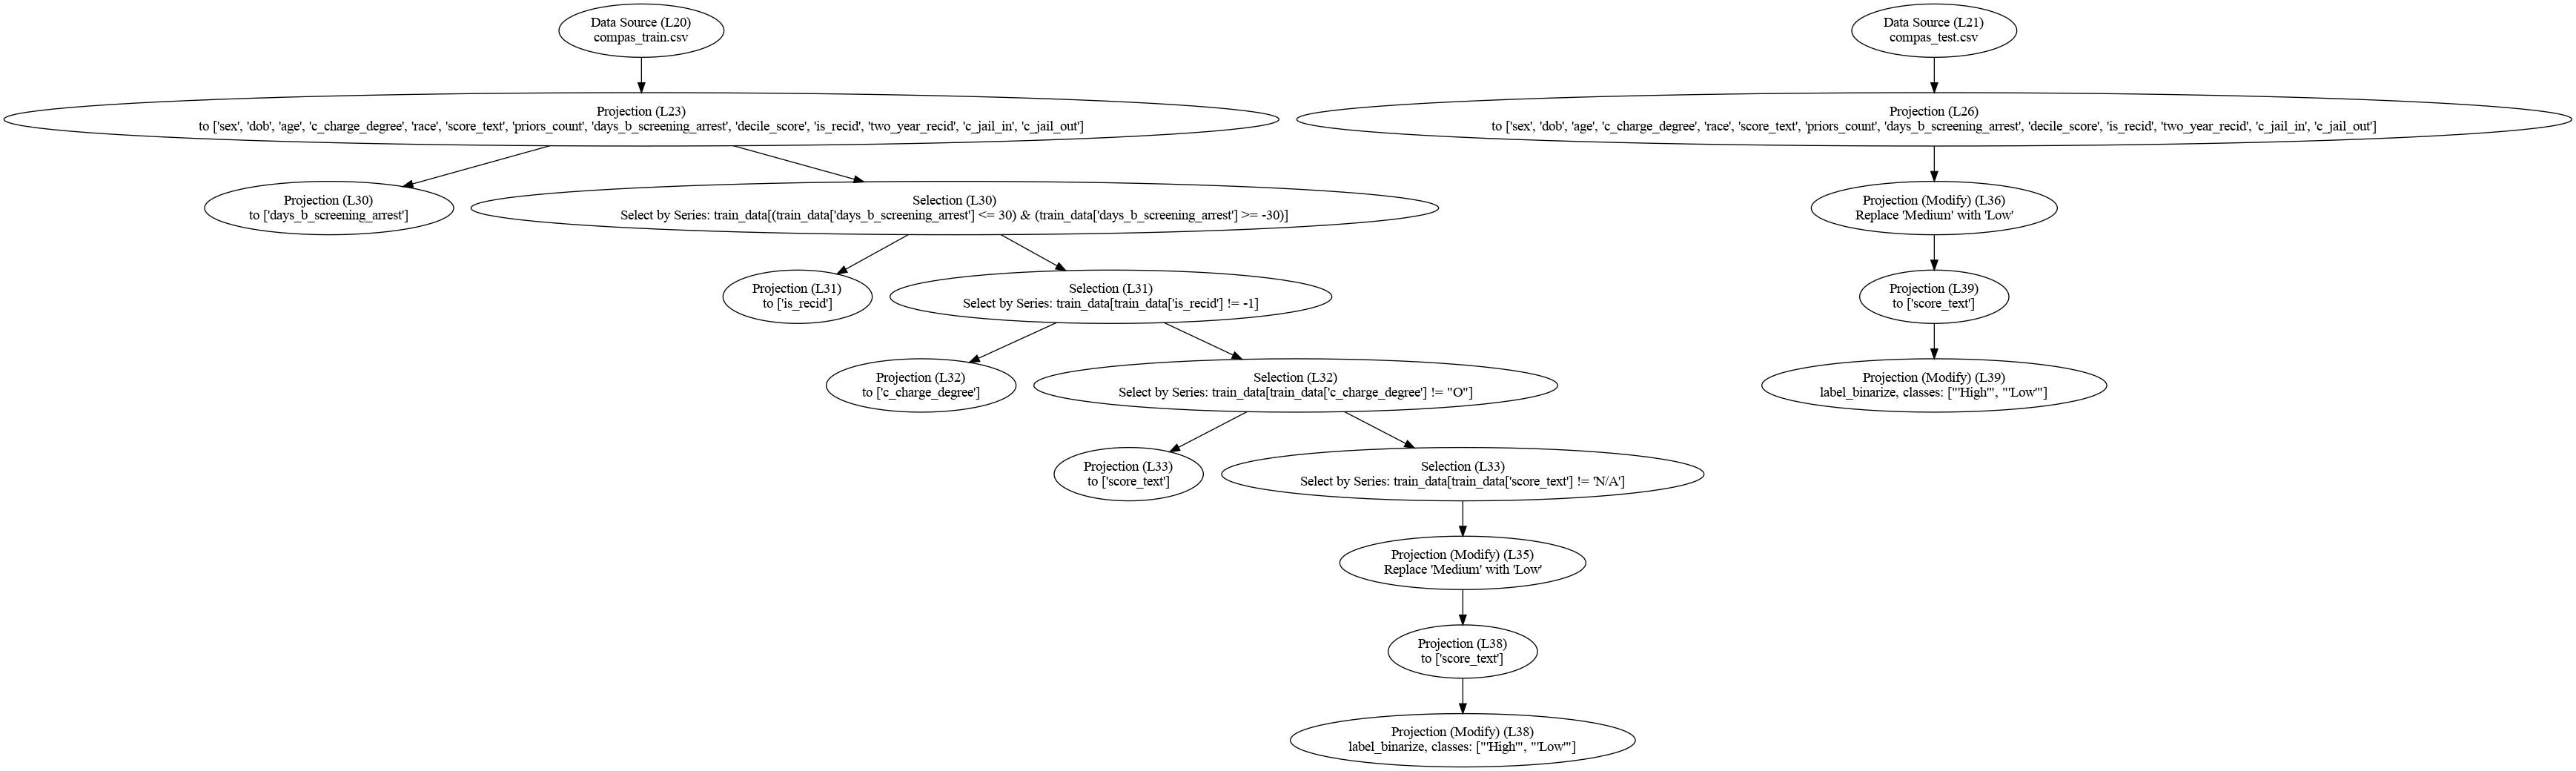 Data Source (L20)
compas_train.csv
Data Source (L21)
compas_test.csv
Projection (L23)
to ['sex', 'dob', 'age', 'c_charge_degree', 'race', 'score_text', 'priors_count', 'days_b_screening_arrest', 'decile_score', 'is_recid', 'two_year_recid', 'c_jail_in', 'c_jail_out']
Projection (L26)
to ['sex', 'dob', 'age', 'c_charge_degree', 'race', 'score_text', 'priors_count', 'days_b_screening_arrest', 'decile_score', 'is_recid', 'two_year_recid', 'c_jail_in', 'c_jail_out']
Projection (L30)
to ['days_b_screening_arrest']
Selection (L30)
Select by Series: train_data[(train_data['days_b_screening_arrest'] <= 30) & (train_data['days_b_screening_arrest'] >= -30)]
Projection (Modify) (L36)
Replace 'Medium' with 'Low'
Projection (L31)
to ['is_recid']
Selection (L31)
Select by Series: train_data[train_data['is_recid'] != -1]
Projection (L39)
to ['score_text']
Projection (L32)
to ['c_charge_degree']
Selection (L32)
Select by Series: train_data[train_data['c_charge_degree'] != "O"]
Projection (Modify) (L39)
label_binarize, classes: ["'High'", "'Low'"]
Projection (L33)
to ['score_text']
Selection (L33)
Select by Series: train_data[train_data['score_text'] != 'N/A']
Projection (Modify) (L35)
Replace 'Medium' with 'Low'
Projection (L38)
to ['score_text']
Projection (Modify) (L38)
label_binarize, classes: ["'High'", "'Low'"]